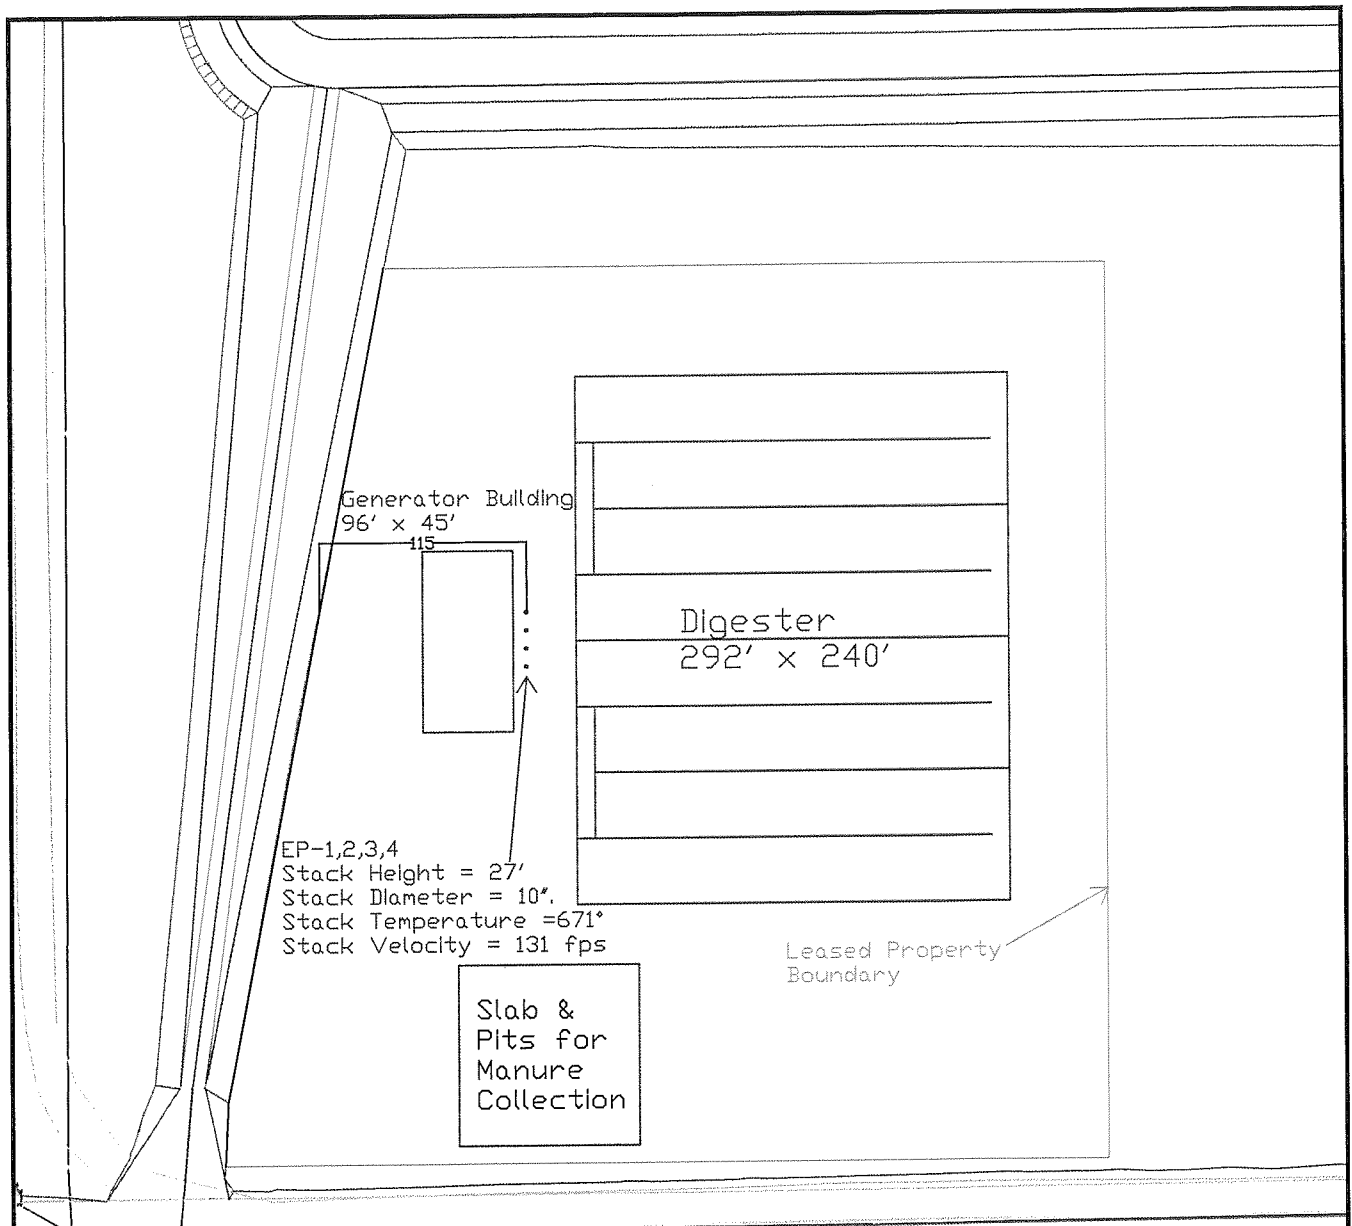 Generator Building
96' x 45'
115
Digester
292' x 240'
EP-1,2,3,4
Stack Height = 27'
Stack Diameter = 10".
Stack Temperature =671°
Stack Velocity = 131 fps
Leased Property
Boundary
Slab &
Pits for
Manure
Collection